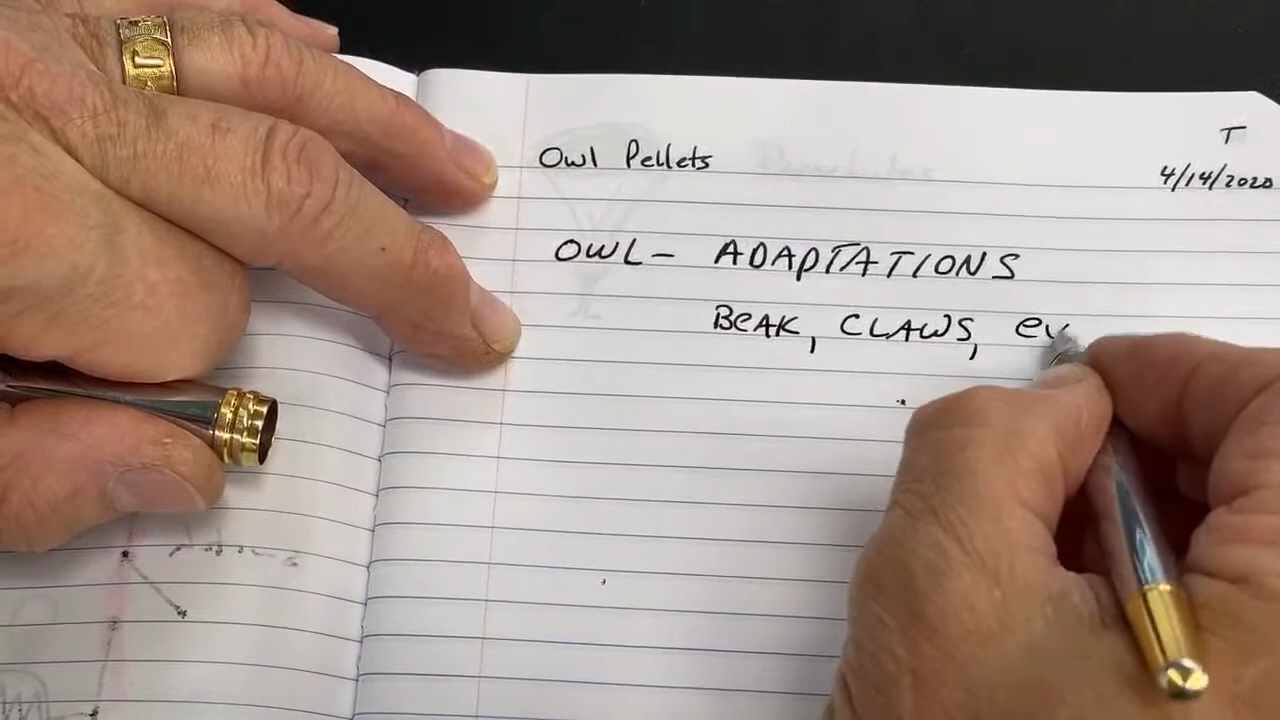 T
Owl Pellets 4/14/2020
OWL- ADAPTATIONS
BEAK, CLAWS,